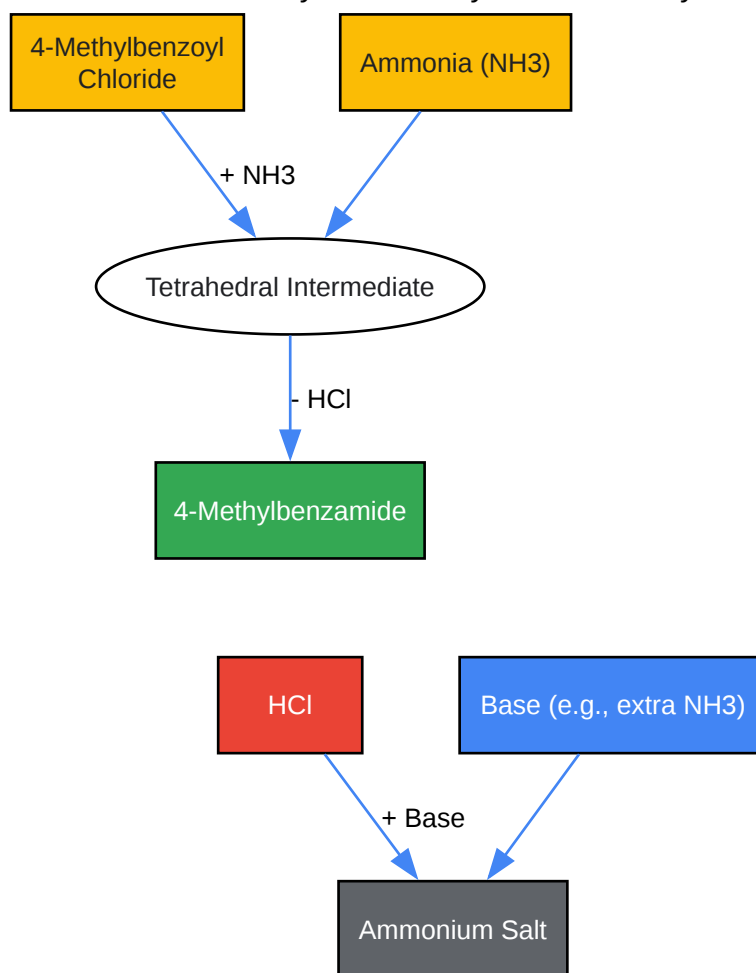 4-Methylbenzoyl
Chloride
Ammonia (NH3)
+ NH3
Tetrahedral Intermediate
- HCl
4-Methylbenzamide
HCl
Base (e.g., extra NH3)
+ Base
Ammonium Salt